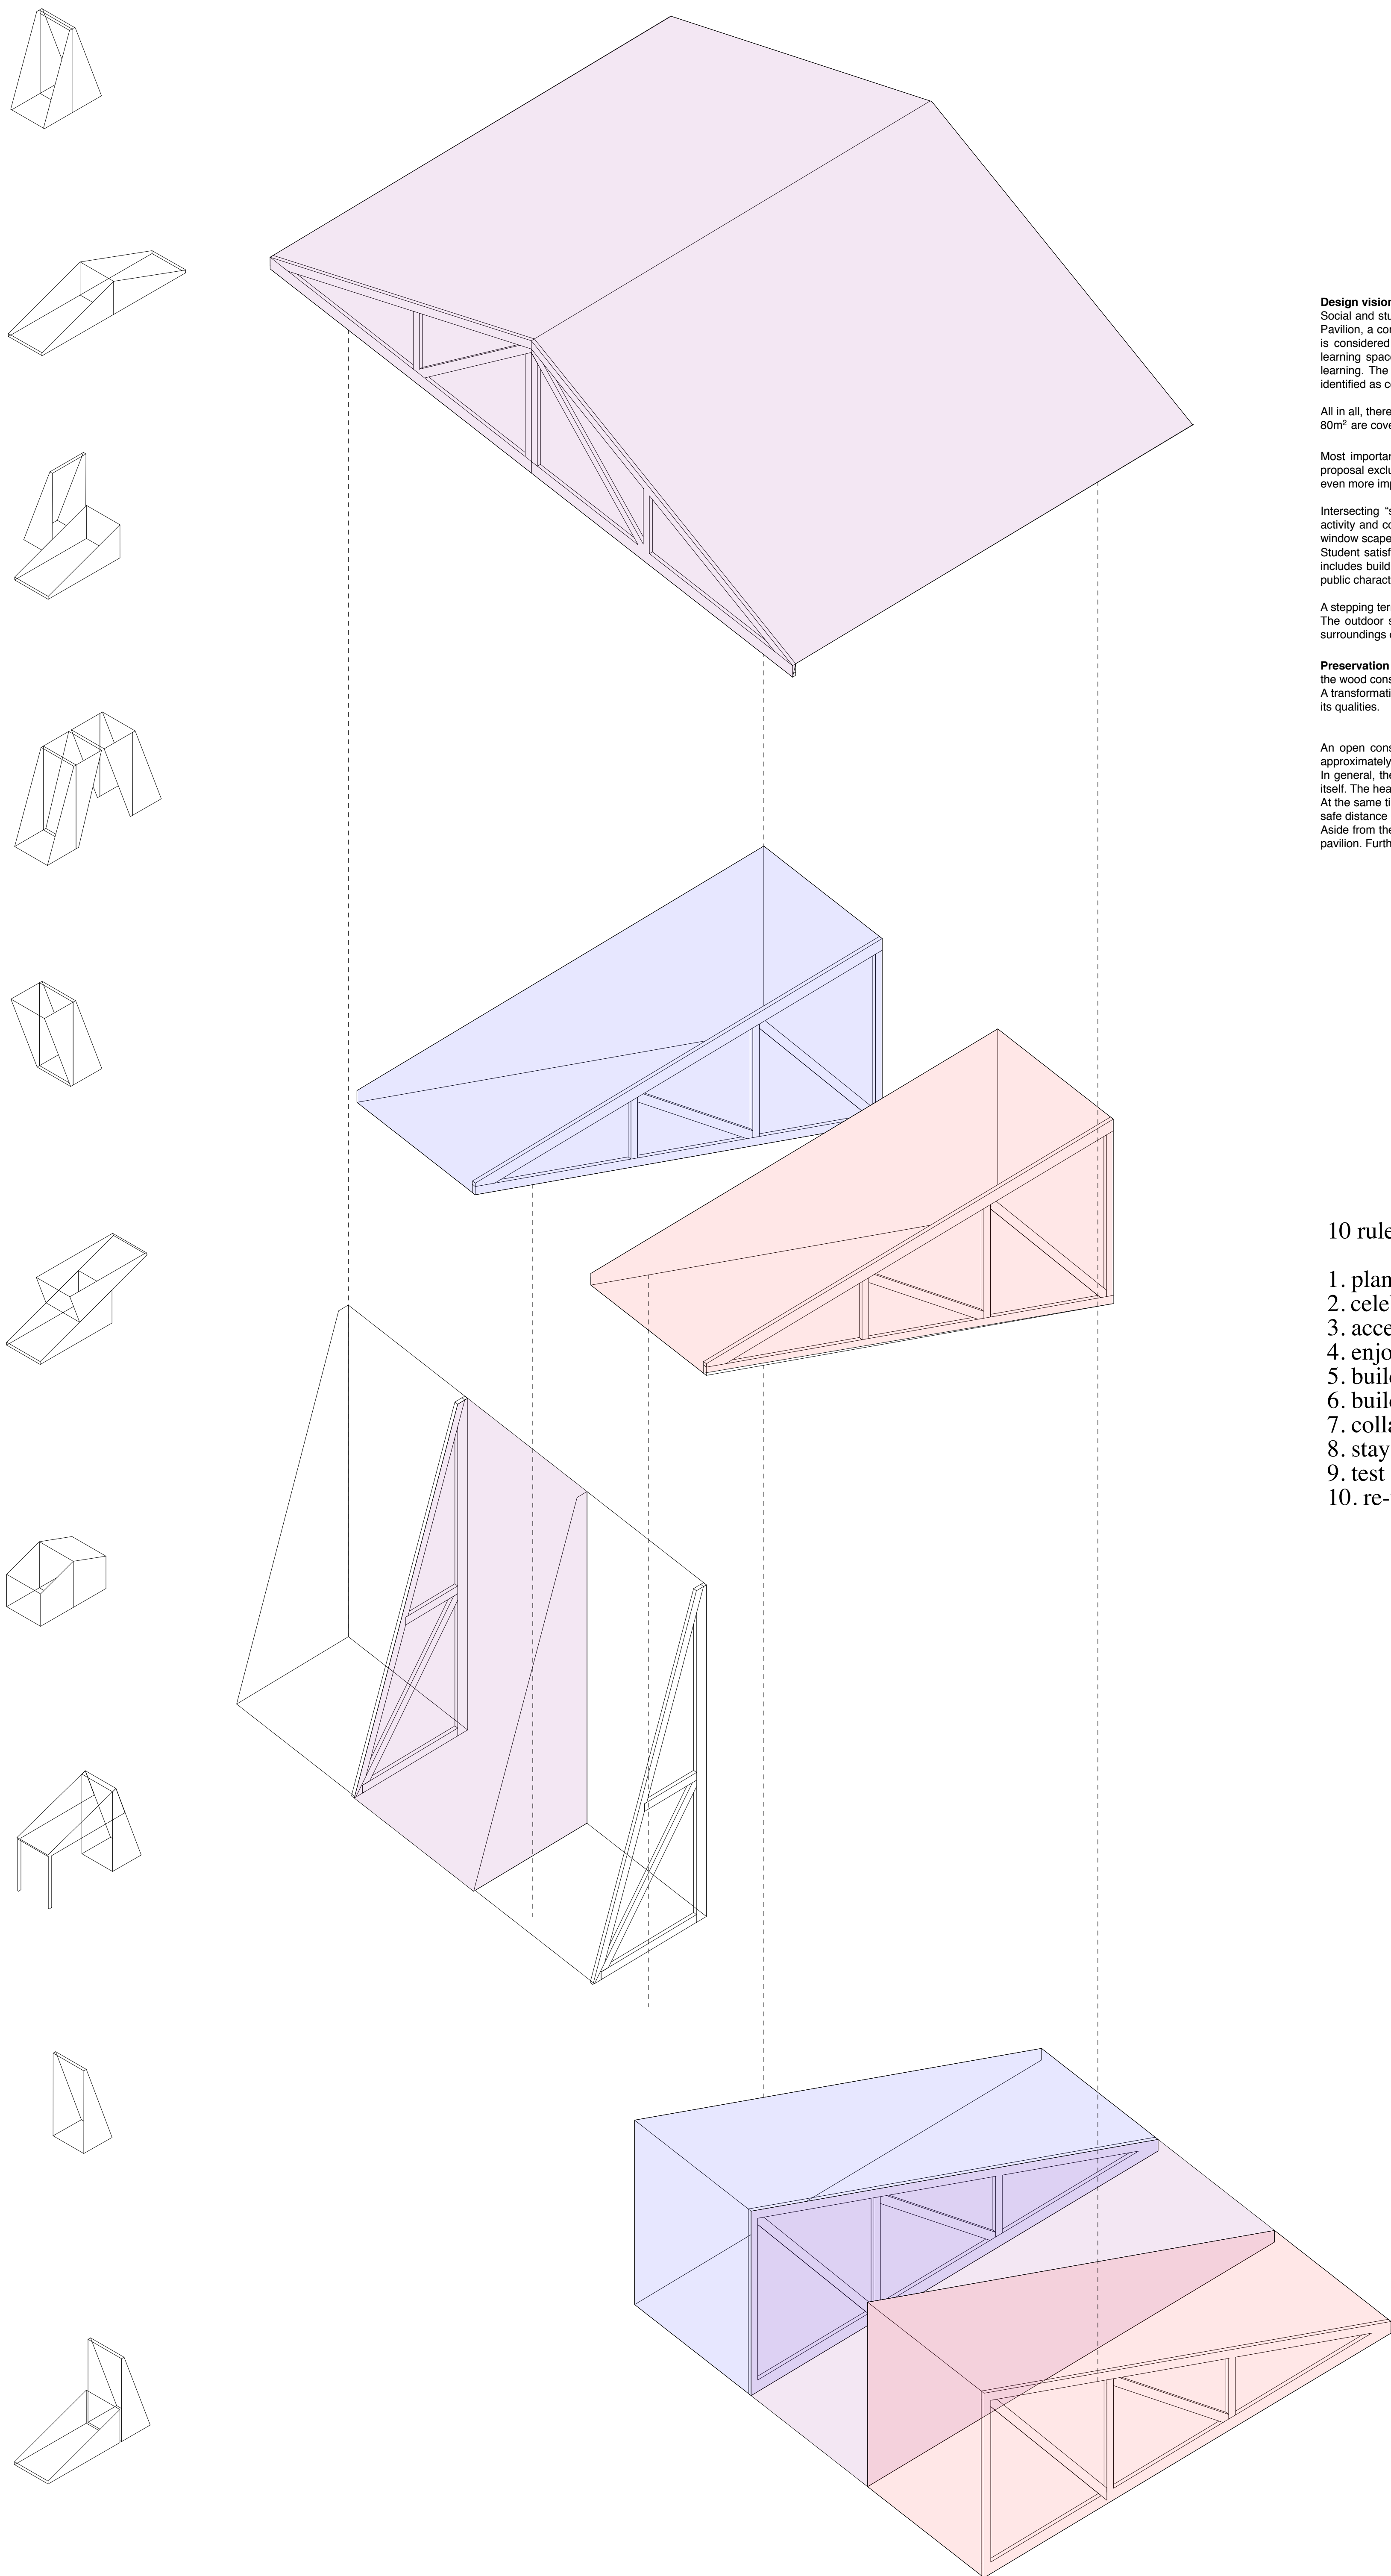 Design vision
Social and stu
Pavilion, a co
is considered
learning space
learning. The
identified as c
All in all, there
80m² are cove
Most importan
proposal exclu
even more imp
Intersecting “s
activity and co
window scape
Student satisf
includes build
public charact
A stepping ter
The outdoor s
surroundings
Preservation
the wood cons
A transformati
its qualities.
An open cons
approximately
In general, the
itself. The hea
At the same ti
safe distance
Aside from the
pavilion. Furth
10 rule
1. plan
2. cele
3. acce
4. enjo
5. buil
6. buil
7. colla
8. stay
9. test
10. re-